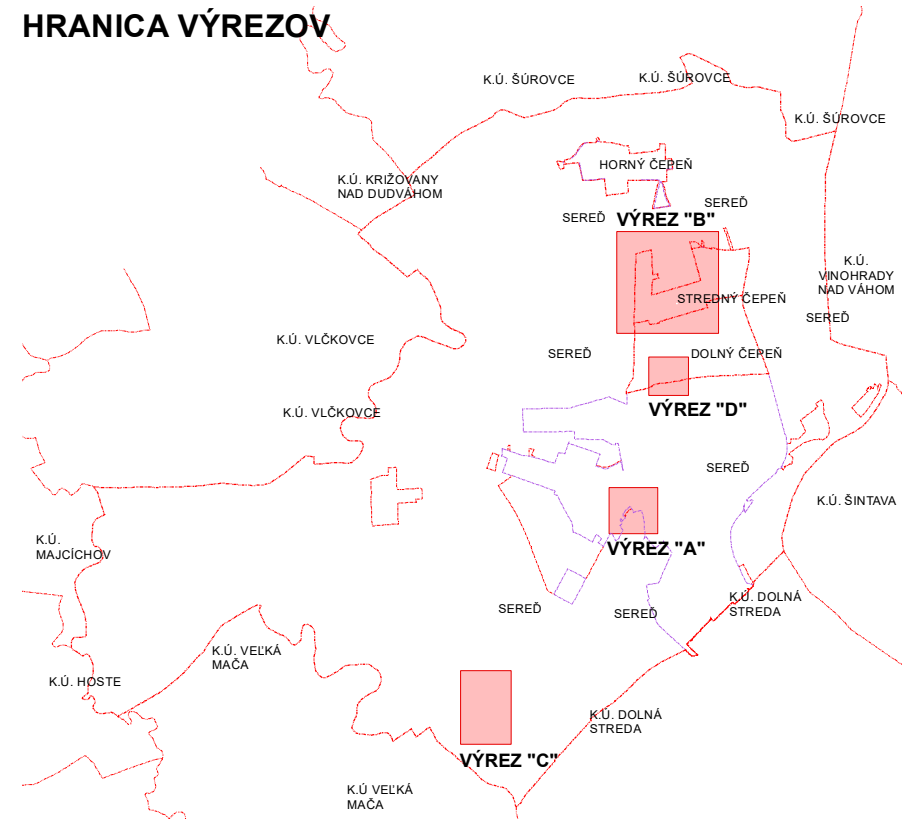 HRANICA VÝREZOV
K.Ú. ŠÚROVCE
K.Ú. ŠÚROVCE
K.Ú. ŠÚROVCE
HORNÝ ČEPEŇ
K.Ú. KRIŽOVANY
NAD DUDVÁHOM
SEREĎ
SEREĎ
VÝREZ "B"
K.Ú.
VINOHRADY
NAD VÁHOM
STREDNÝ ČEPEŇ
SEREĎ
K.Ú. VLČKOVCE
SEREĎ
DOLNÝ ČEPEŇ
VÝREZ "D"
K.Ú. VLČKOVCE
SEREĎ
K.Ú. ŠINTAVA
K.Ú.
MAJCÍCHOV
VÝREZ "A"
K.Ú. DOLNÁ
STREDA
SEREĎ
SEREĎ
K.Ú. VEĽKÁ
MAČA
K.Ú. HOSTE
K.Ú. DOLNÁ
STREDA
VÝREZ "C"
K.Ú VEĽKÁ
MAČA